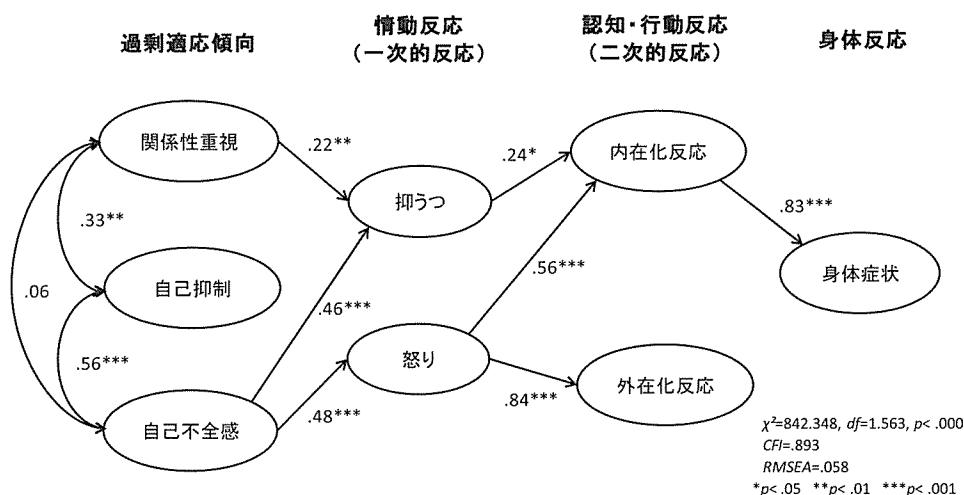 過剰適応傾向
情動反応
(一次的反応)
認知・行動反応
(二次的反応)
身体反応
関係性重視
.22**
.24*
内在化反応
抑うつ
.83***
.33**
.56***
身体症状
自己抑制
.06
.46***
.56***
怒り
外在化反応
.84***
自己不全感
.48***
χ²=842.348, df=1.563, p< .000
CFI=.893
RMSEA=.058
*p< .05 **p< .01 ***p< .001